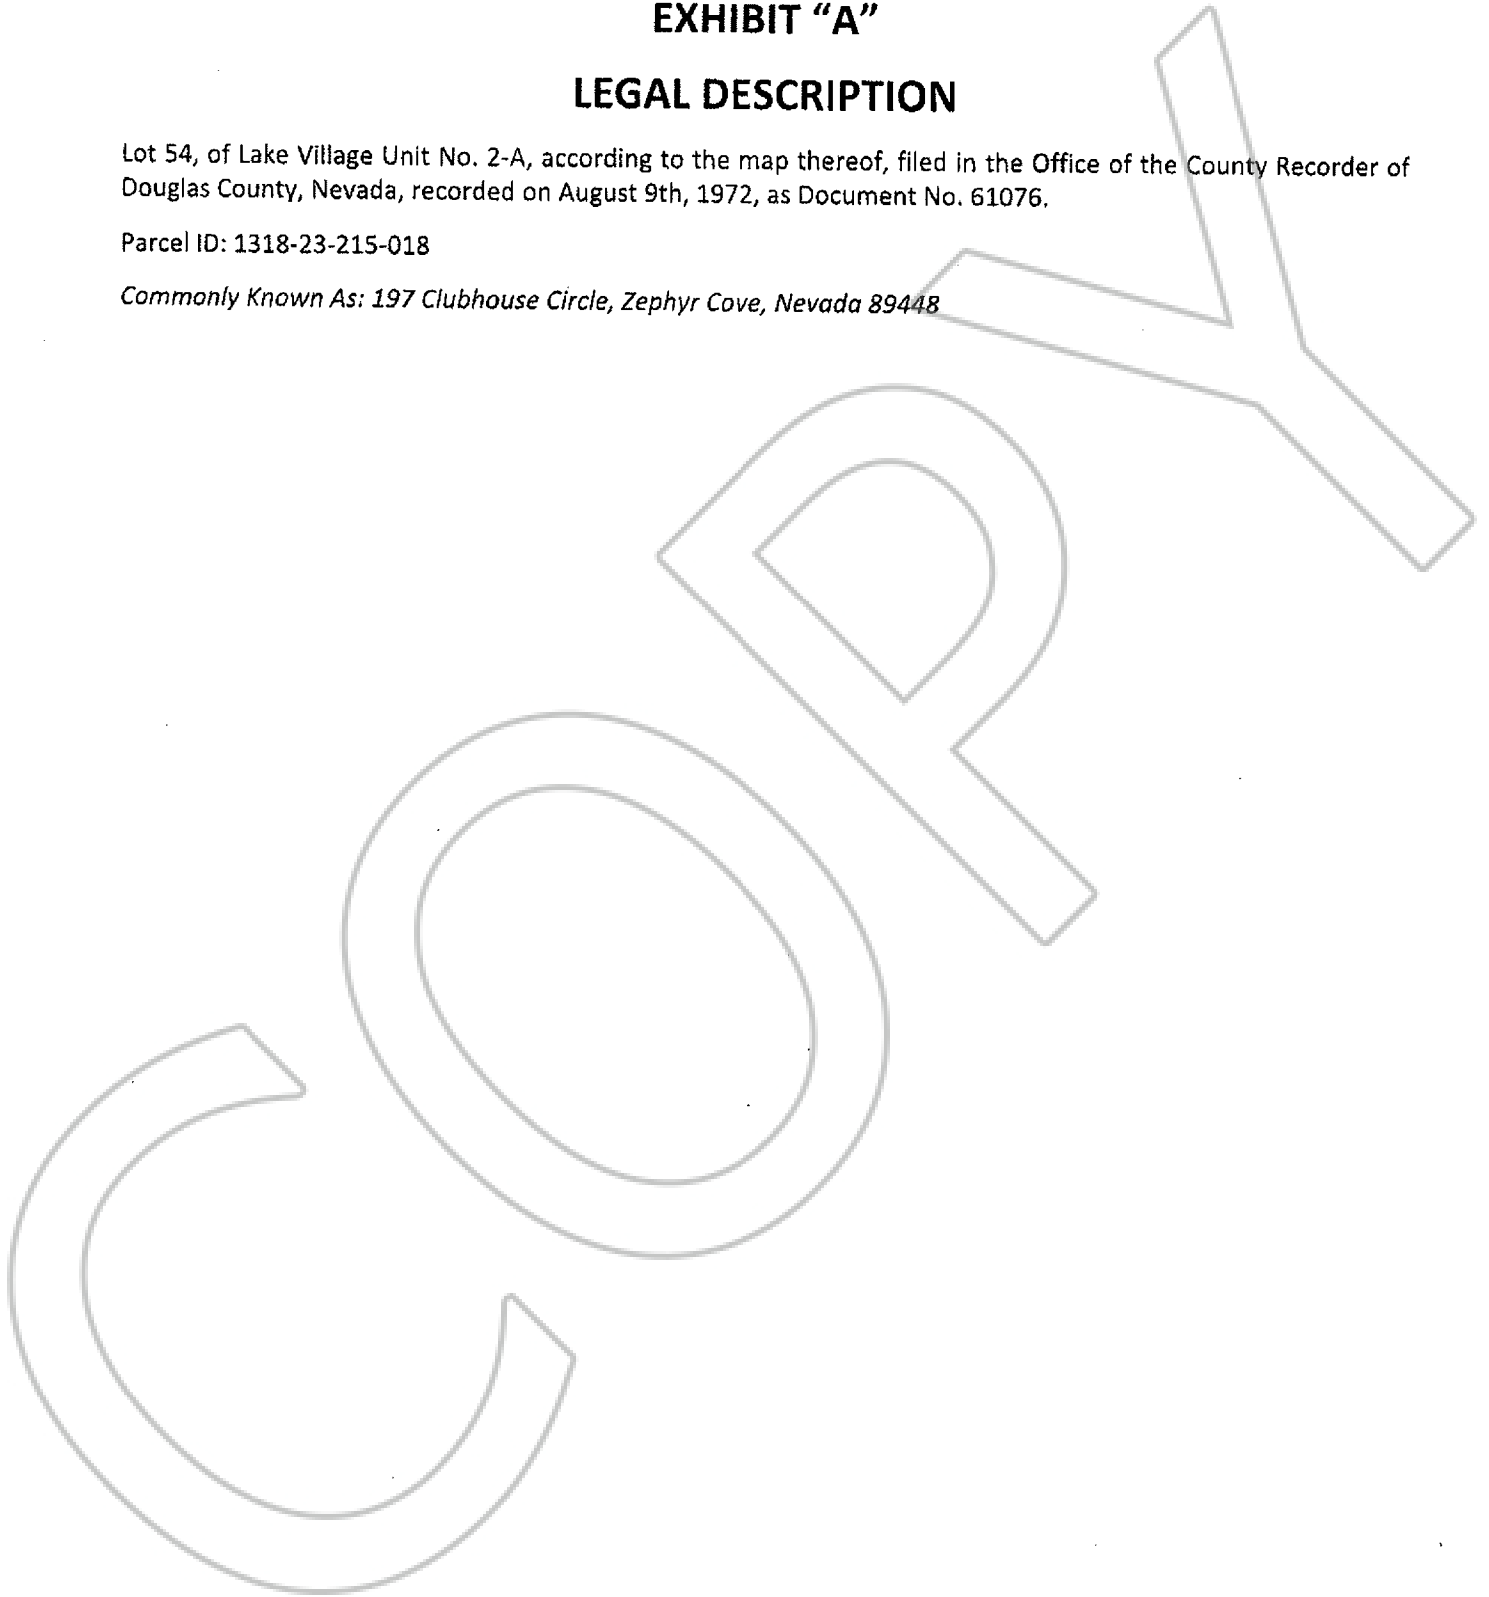 EXHIBIT “A”
LEGAL DESCRIPTION
Lot 54, of Lake Village Unit No. 2-A, according to the map thereof, filed in the Office of the County Recorder of
Douglas County, Nevada, recorded on August 9th, 1972, as Document No. 61076.
Parcel ID: 1318-23-215-018
Commonly Known As: 197 Clubhouse Circle, Zephyr Cove, Nevada 89448
COPY